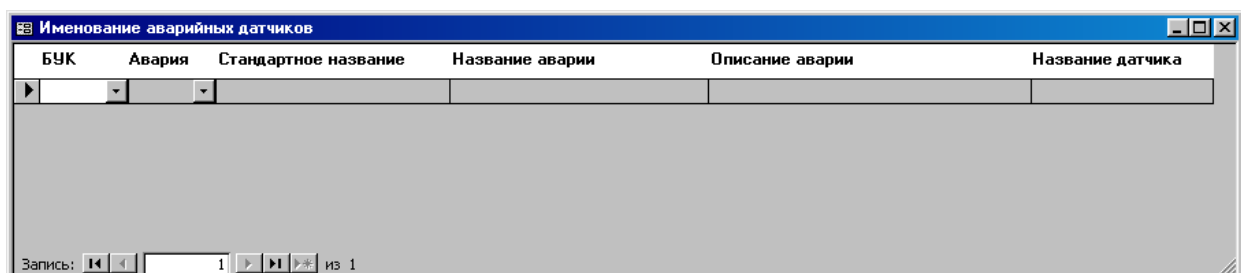 Именование аварийных датчиков
БУК Авария Стандартное название Название аварии Описание аварии Название датчика
Запись: 1 из 1